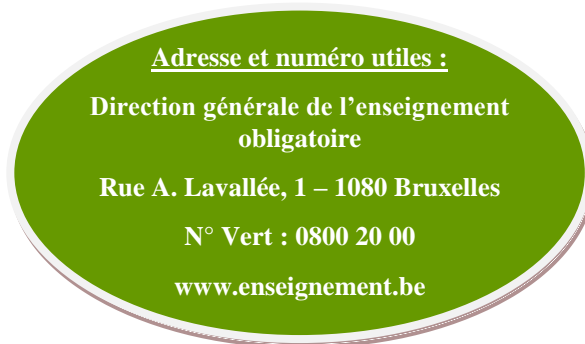 Adresse et numéro utiles :
Direction générale de l’enseignement
obligatoire
Rue A. Lavallée, 1 – 1080 Bruxelles
N° Vert : 0800 20 00
www.enseignement.be